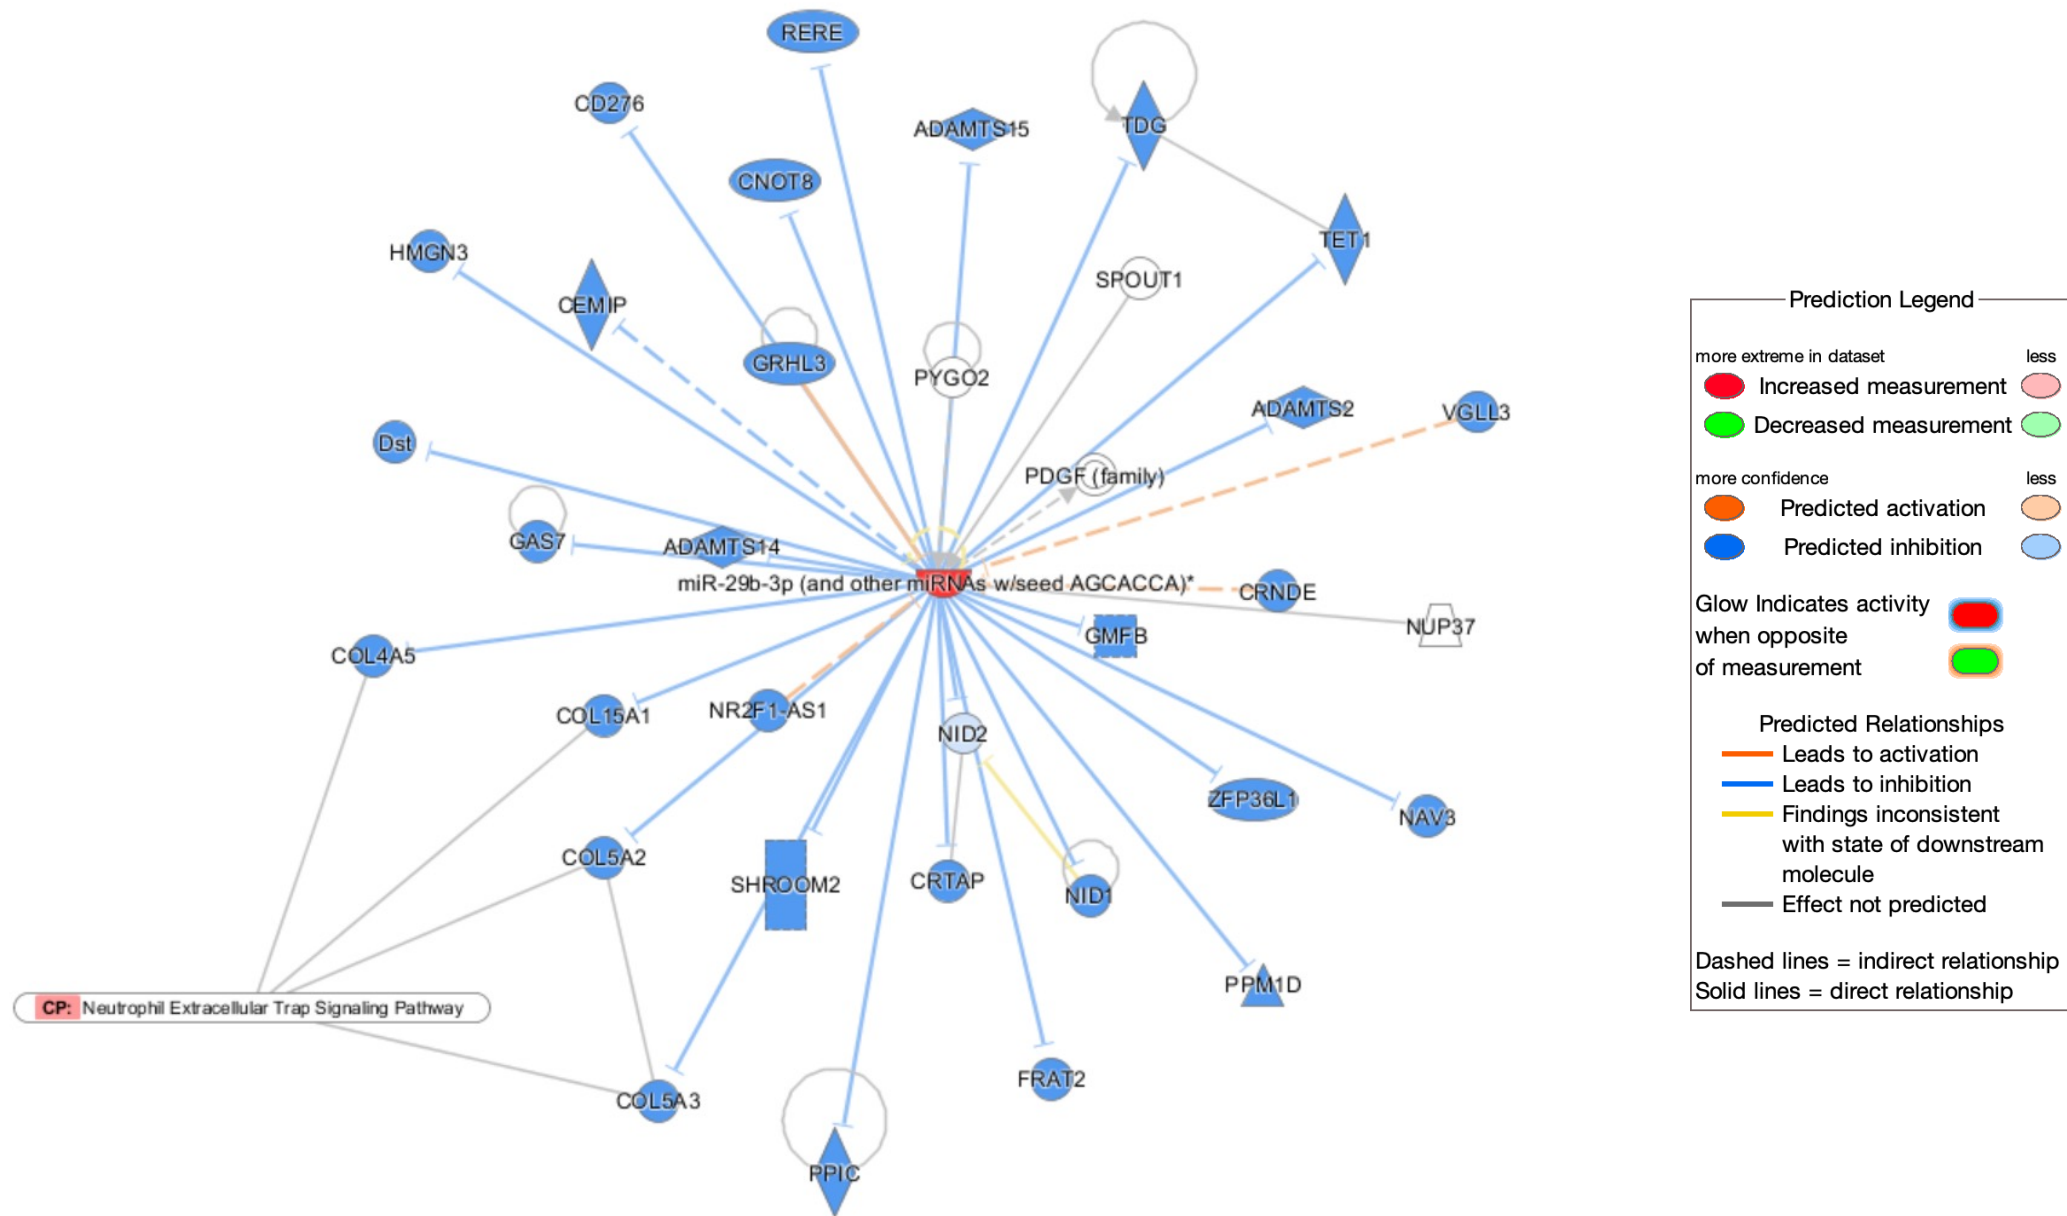 RERE
CD276
ADAMTS15
TDG
CNOT8
TET1
HMGN3
SPOUT1
CEMIP
GRHL3
PYGO2
ADAMTS2
VGLL3
Dst
PDGF (family)
GAS7
ADAMTS14
miR-29b-3p (and other miRNAs w/seed AGCACCA)*
CRNDE
NUP37
GMFB
COL4A5
COL15A1
NR2F1-AS1
NID2
ZFP36L1
NAV3
COL5A2
SHROOM2
CRTAP
NID1
PPM1D
CP: Neutrophil Extracellular Trap Signaling Pathway
FRAT2
COL5A3
PPIC
Prediction Legend
more extreme in dataset less
Increased measurement
Decreased measurement
more confidence less
Predicted activation
Predicted inhibition
Glow Indicates activity
when opposite
of measurement
Predicted Relationships
Leads to activation
Leads to inhibition
Findings inconsistent
with state of downstream
molecule
Effect not predicted
Dashed lines = indirect relationship
Solid lines = direct relationship